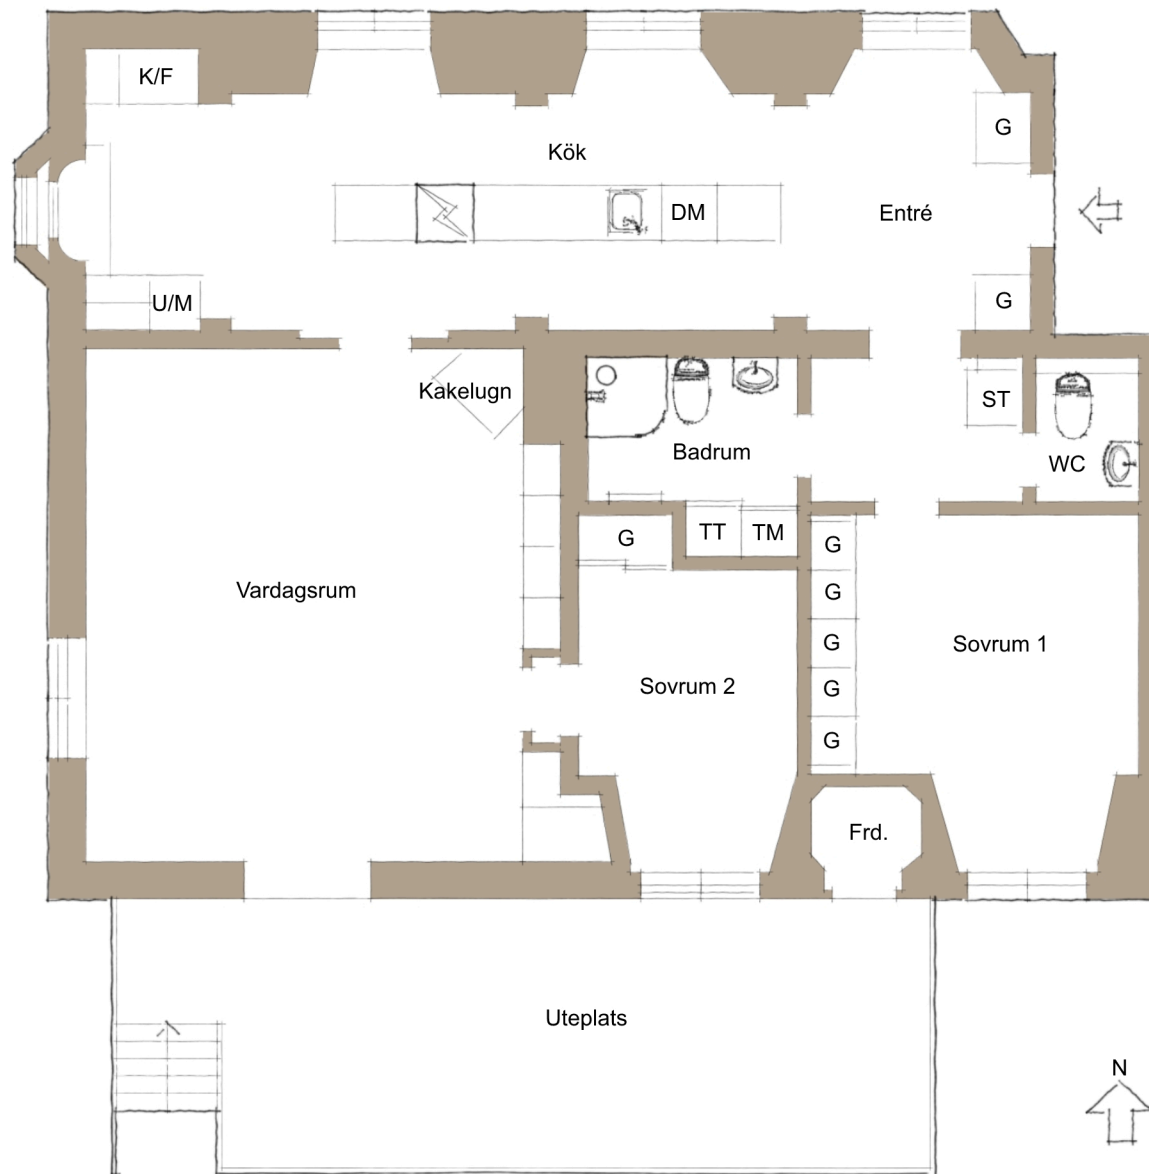 K/F
G
Kök
DM
Entré
U/M
G
Kakelugn
ST
Badrum
WC
TT
TM
G
G
G
Vardagsrum
G
Sovrum 1
Sovrum 2
G
G
Frd.
Uteplats
N